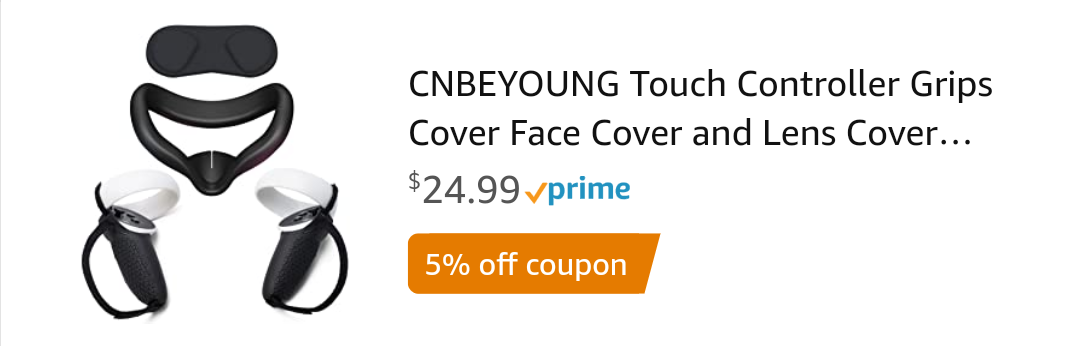 CNBEYOUNG Touch Controller Grips
Cover Face Cover and Lens Cover...
$24.99 prime
5% off coupon